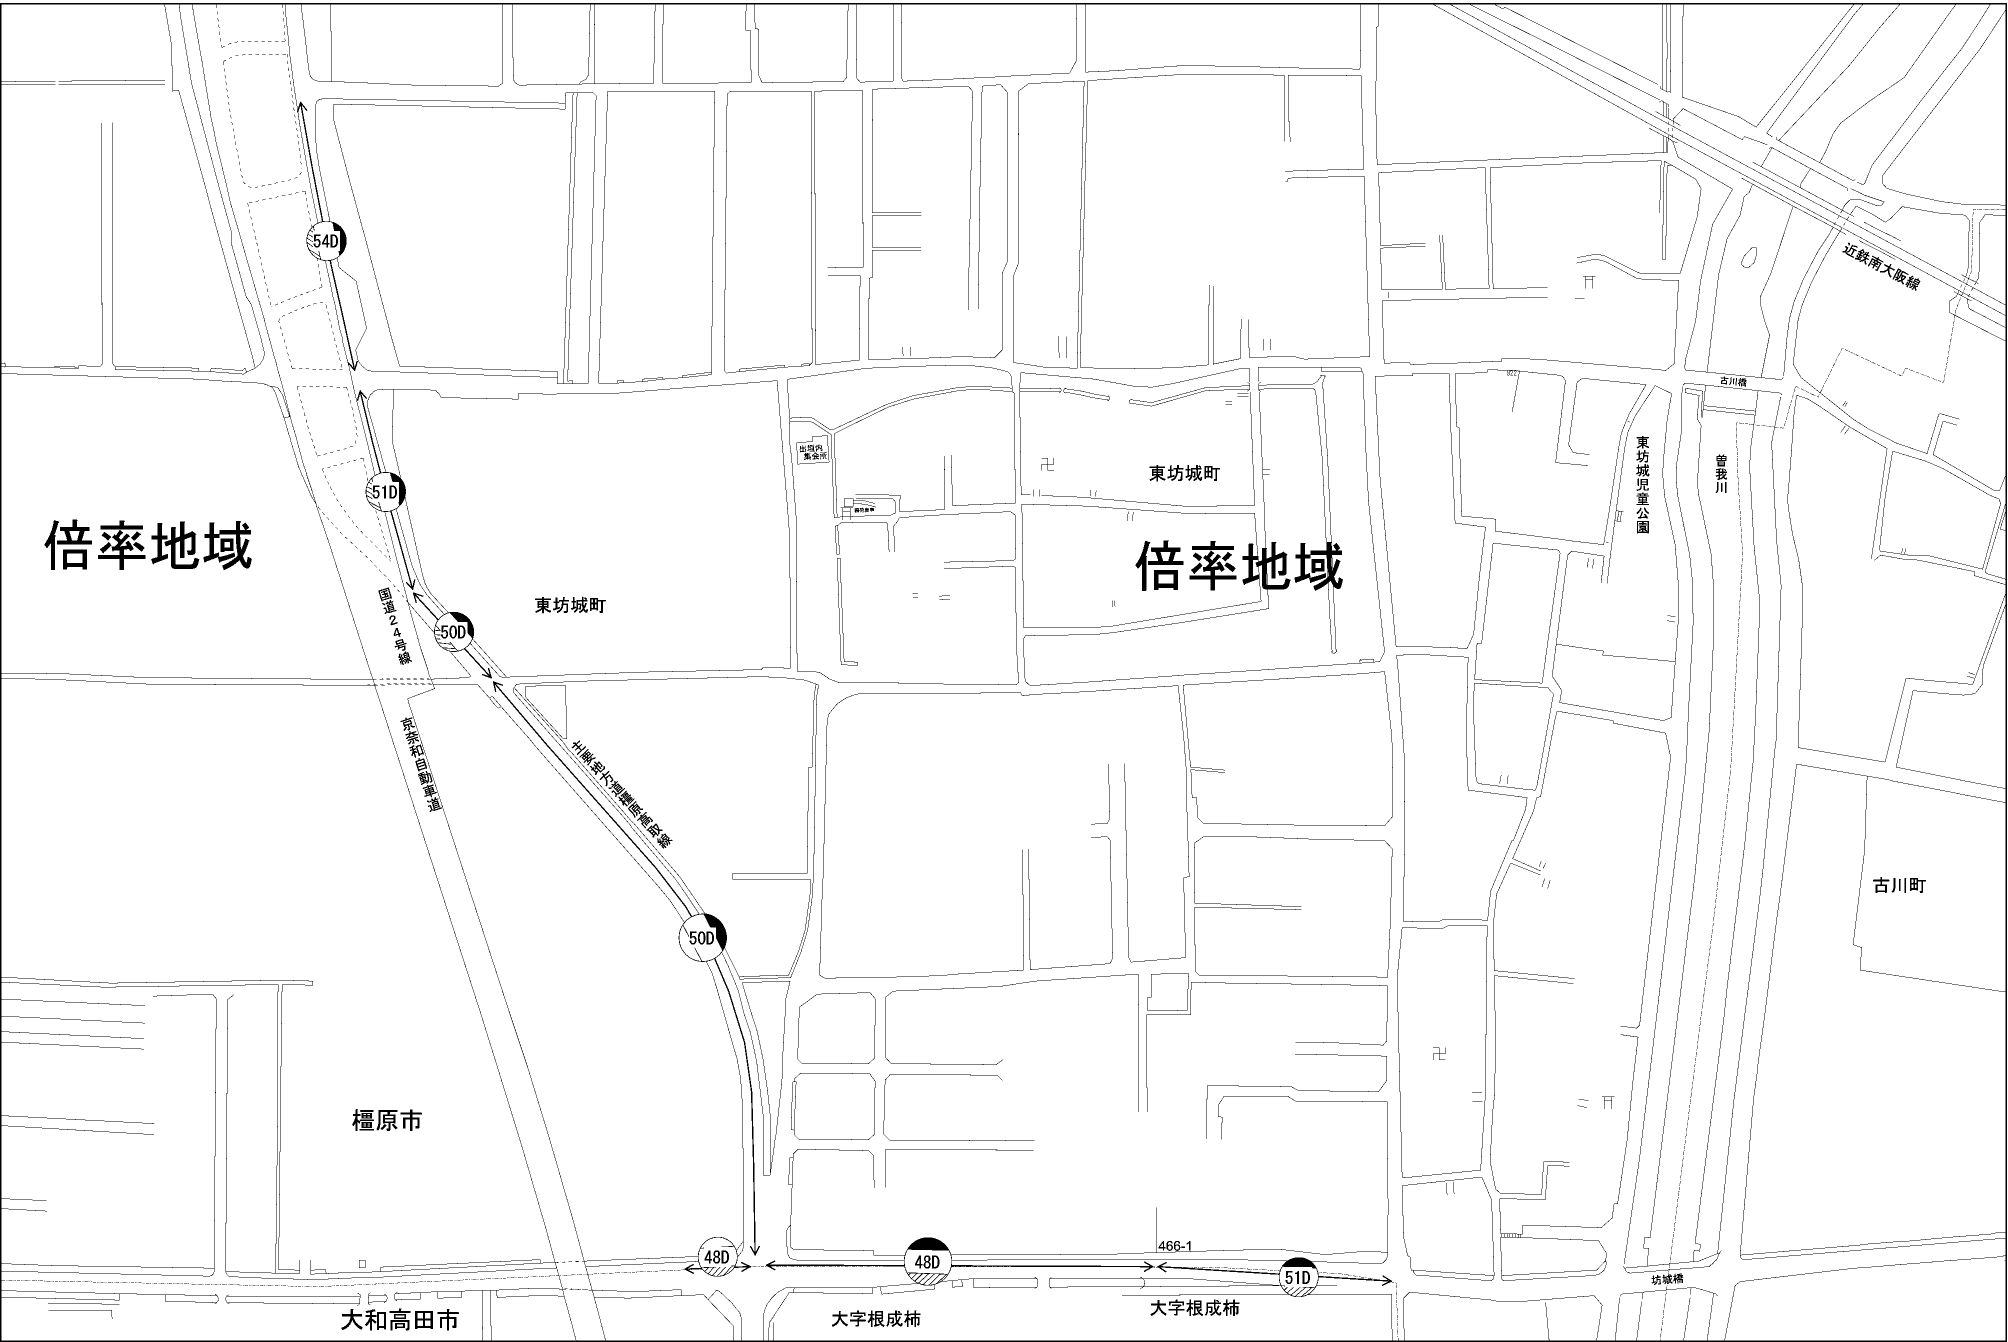 54D
近鉄南大阪線
822
古川橋
出垣内
集会所
東坊城町
東坊城児童公園
曽我川
51D
倍率地域
倍率地域
国道24号線
50D
東坊城町
京奈和自動車道
主要地方道橿原高取線
古川町
50D
橿原市
466-1
48D
48D
51D
坊城橋
大和高田市
大字根成柿
大字根成柿